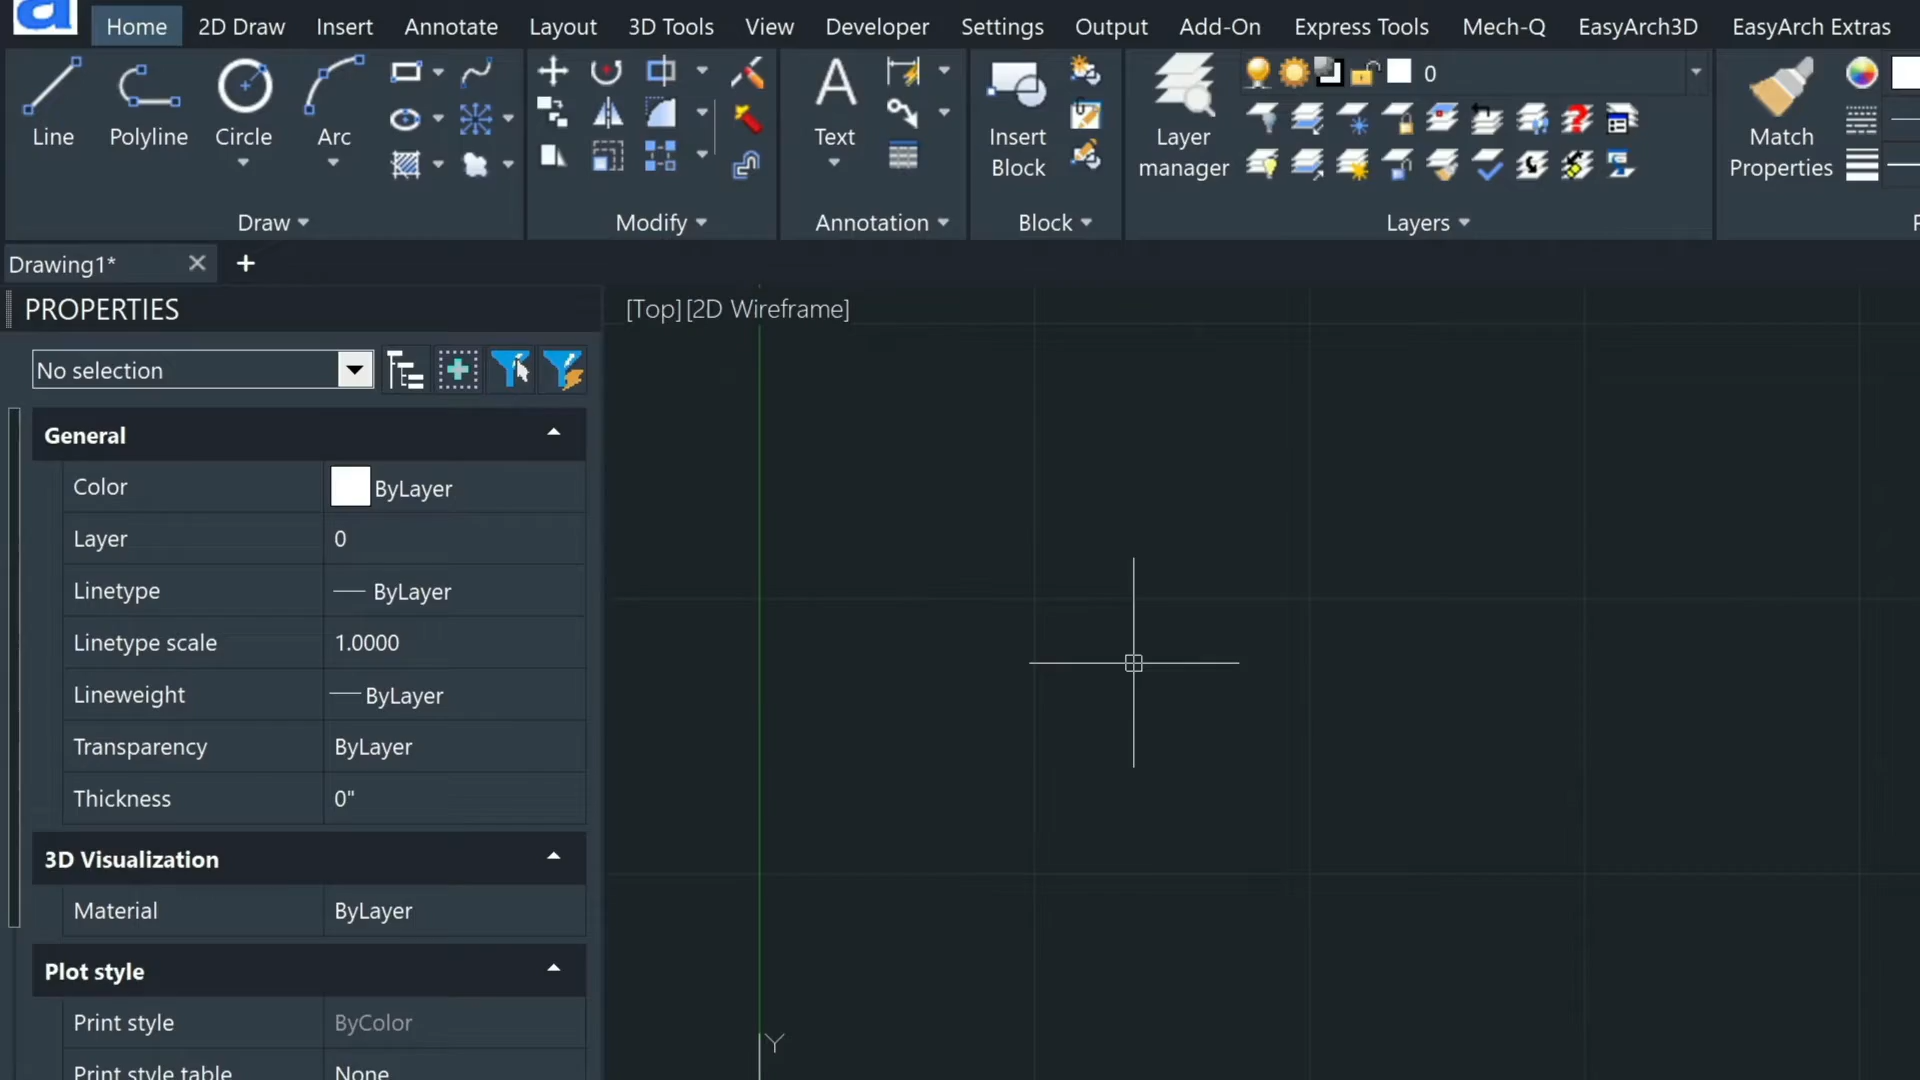 a
Home 2D Draw Insert Annotate Layout 3D Tools View Developer Settings Output Add-On Express Tools Mech-Q EasyArch3D EasyArch Extras
0
Line Polyline Circle Arc
A
Text
Insert
Block
Layer
manager
Match
Properties
Draw Modify Annotation Block Layers
Drawing1*
PROPERTIES
[Top] [2D Wireframe]
No selection
General
Color ByLayer
Layer 0
Linetype ByLayer
Linetype scale 1.0000
Lineweight ByLayer
Transparency ByLayer
Thickness 0"
3D Visualization
Material ByLayer
Plot style
Print style ByColor
Print style table None
Y